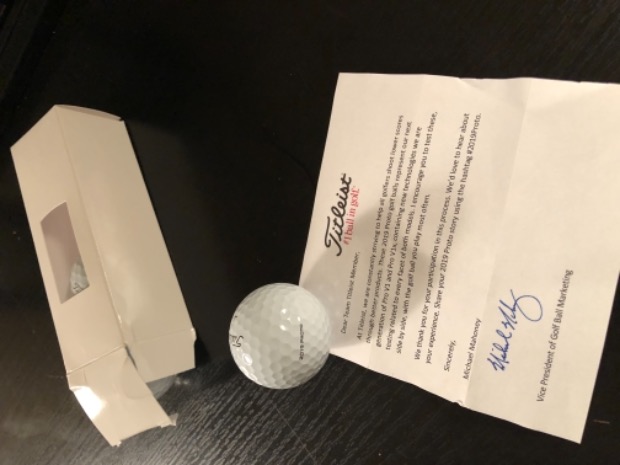 Titleist
#1 ball in golf.
Dear Team Titleist Member,
At Titleist, we are constantly striving to help all golfers shoot lower scores
through better products. These 2019 Proto golf balls represent our next
generation of Pro V1 and Pro V1x, containing new technologies we are
testing related to every facet of both models. I encourage you to test these,
side by side, with the golf ball you play most often.
We thank you for your participation in this process. We'd love to hear about
your experience. Share your 2019 Proto story using the hashtag #2019Proto.
Sincerely,
Michael Mahoney
Vice President of Golf Ball Marketing